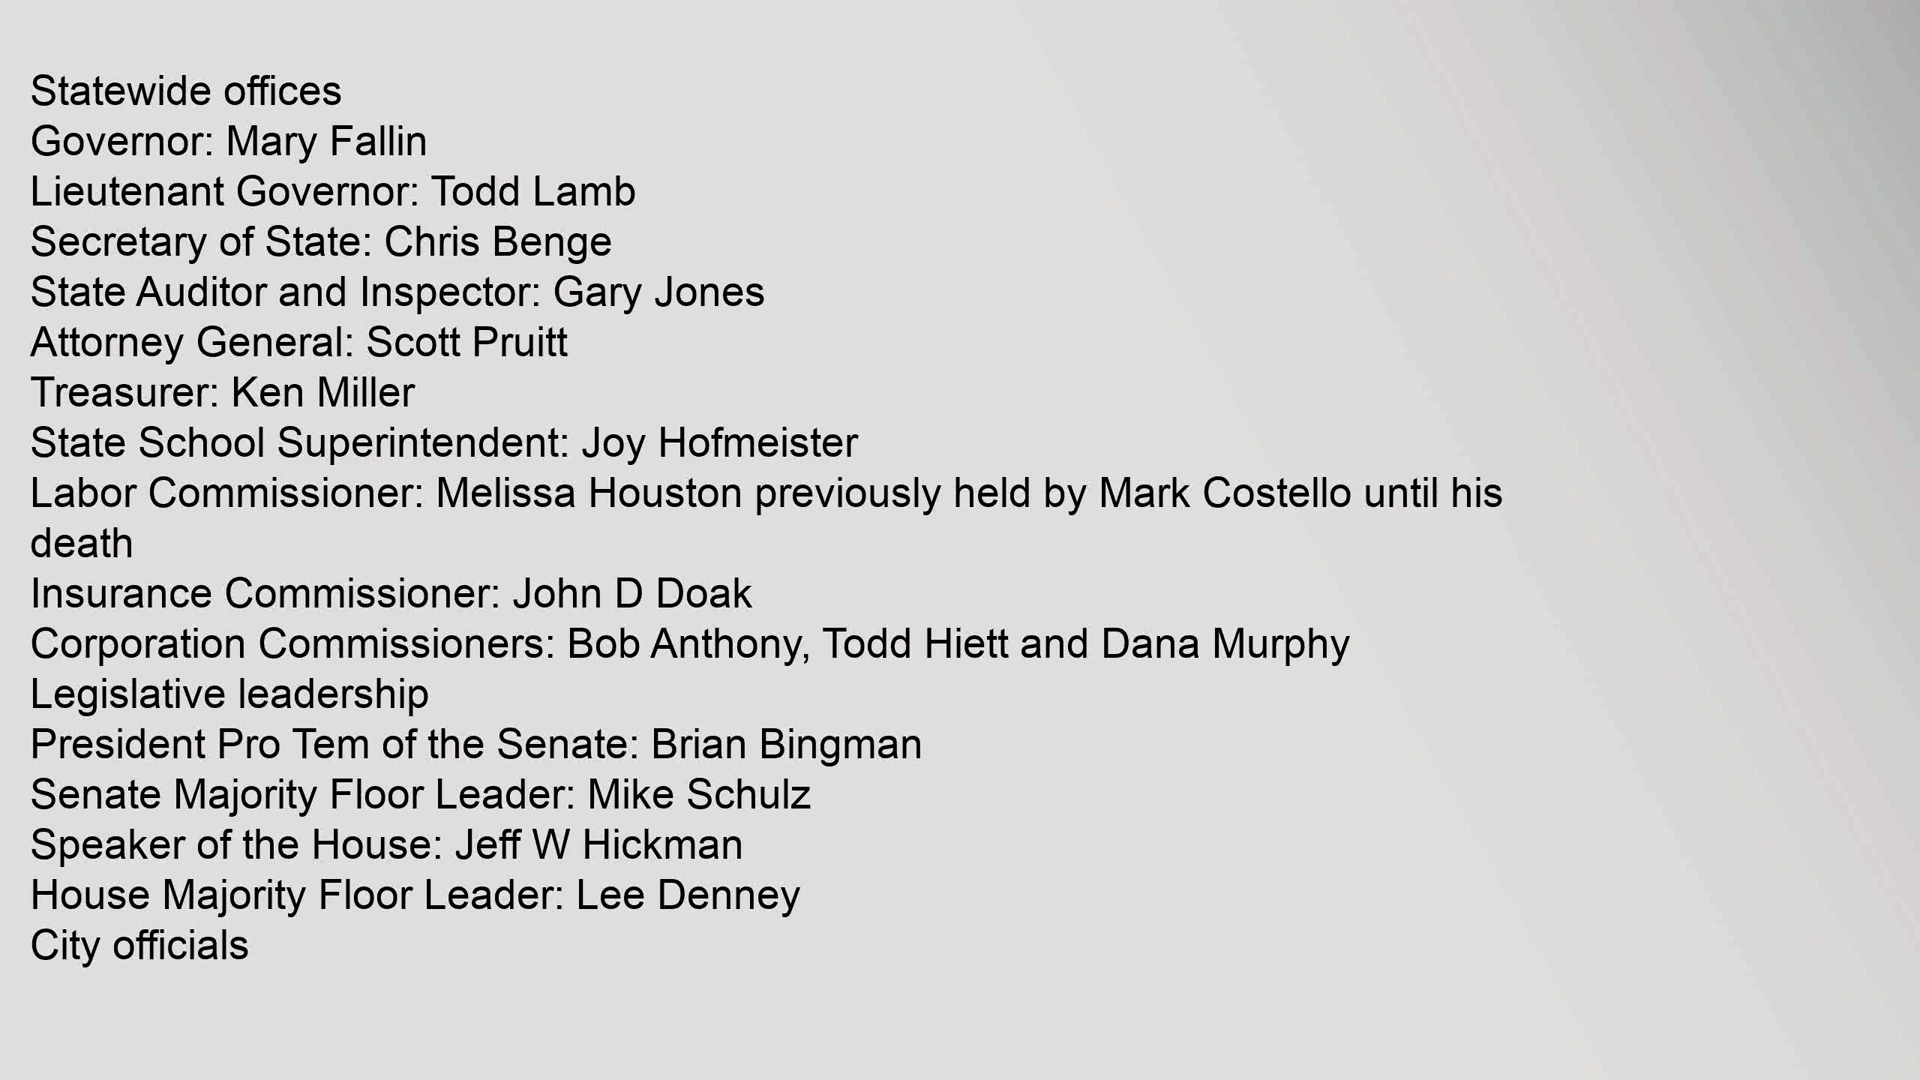 Statewide offices
Governor: Mary Fallin
Lieutenant Governor: Todd Lamb
Secretary of State: Chris Benge
State Auditor and Inspector: Gary Jones
Attorney General: Scott Pruitt
Treasurer: Ken Miller
State School Superintendent: Joy Hofmeister
Labor Commissioner: Melissa Houston previously held by Mark Costello until his
death
Insurance Commissioner: John D Doak
Corporation Commissioners: Bob Anthony, Todd Hiett and Dana Murphy
Legislative leadership
President Pro Tem of the Senate: Brian Bingman
Senate Majority Floor Leader: Mike Schulz
Speaker of the House: Jeff W Hickman
House Majority Floor Leader: Lee Denney
City officials